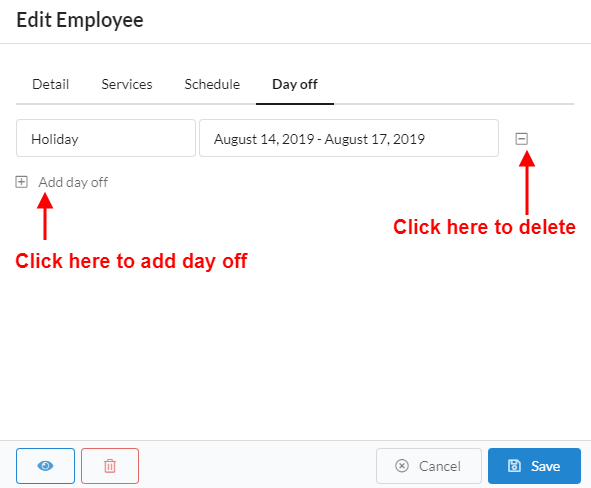 Edit Employee
Detail Services Schedule Day off
Holiday August 14, 2019 - August 17, 2019
Add day off
Click here to delete
Click here to add day off
Cancel Save